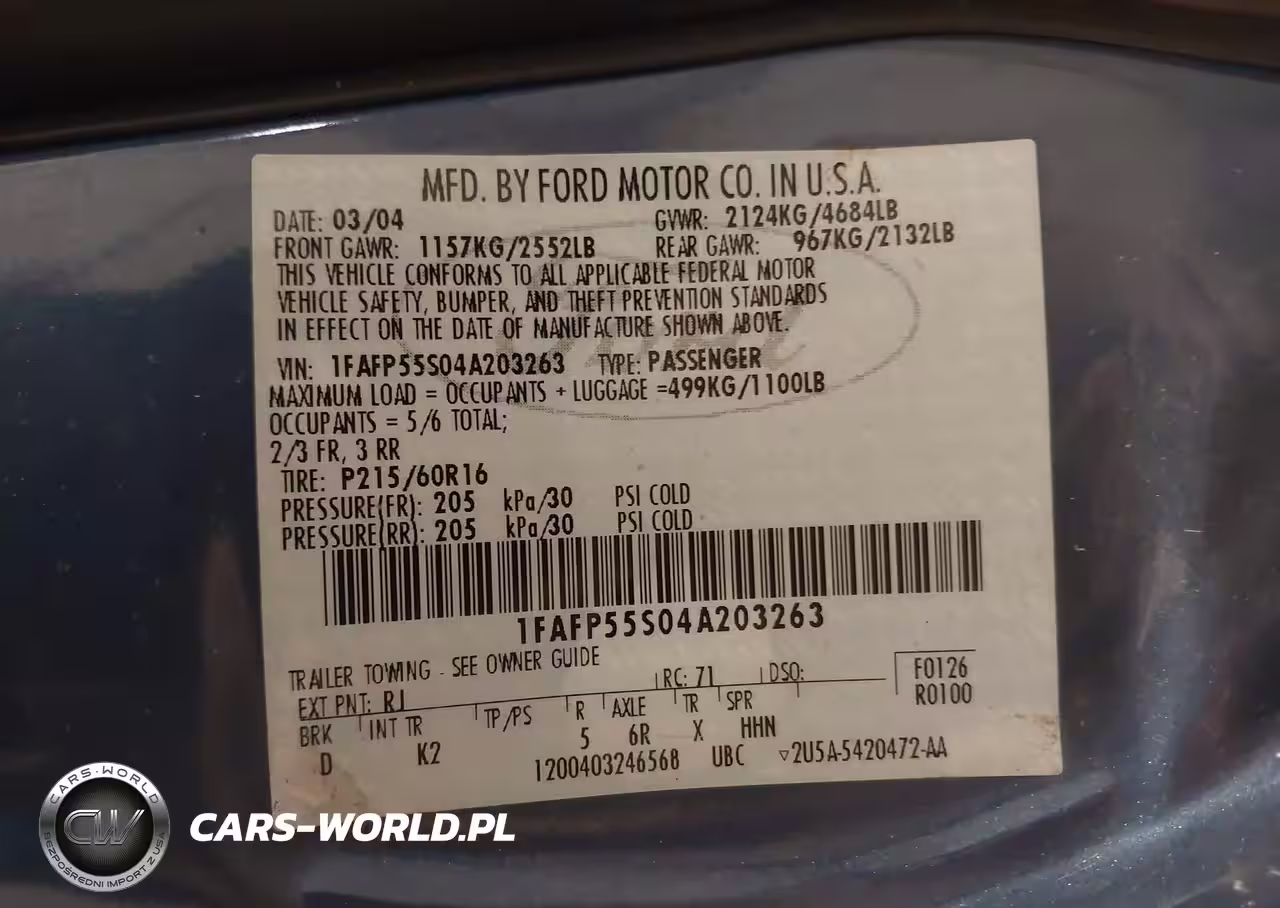 MFD. BY FORD MOTOR CO. IN U.S.A.
DATE: 03/04 GVWR: 2124KG/4684LB
FRONT GAWR: 1157KG/2552LB REAR GAWR: 967KG/2132LB
THIS VEHICLE CONFORMS TO ALL APPLICABLE FEDERAL MOTOR
VEHICLE SAFETY, BUMPER, AND THEFT PREVENTION STANDARDS
IN EFFECT ON THE DATE OF MANUFACTURE SHOWN ABOVE.
VIN: 1FAFP55S04A203263 TYPE: PASSENGER
MAXIMUM LOAD = OCCUPANTS + LUGGAGE =499KG/1100LB
OCCUPANTS = 5/6 TOTAL;
2/3 FR, 3 RR
TIRE: P215/60R16
PRESSURE(FR): 205 kPa/30 PSI COLD
PRESSURE(RR): 205 kPa/30 PSI COLD
1FAFP55S04A203263
TRAILER TOWING - SEE OWNER GUIDE
EXT PNT: RJ RC: 71 DSO: F0126
R0100
BRK INT TR TP/PS R AXLE TR SPR
D K2 5 6R X HHN
1200403246568 UBC ▽2U5A-5420472-AA
CARS-WORLD
CW
BEZPOŚREDNI IMPORT Z USA
CARS-WORLD.PL